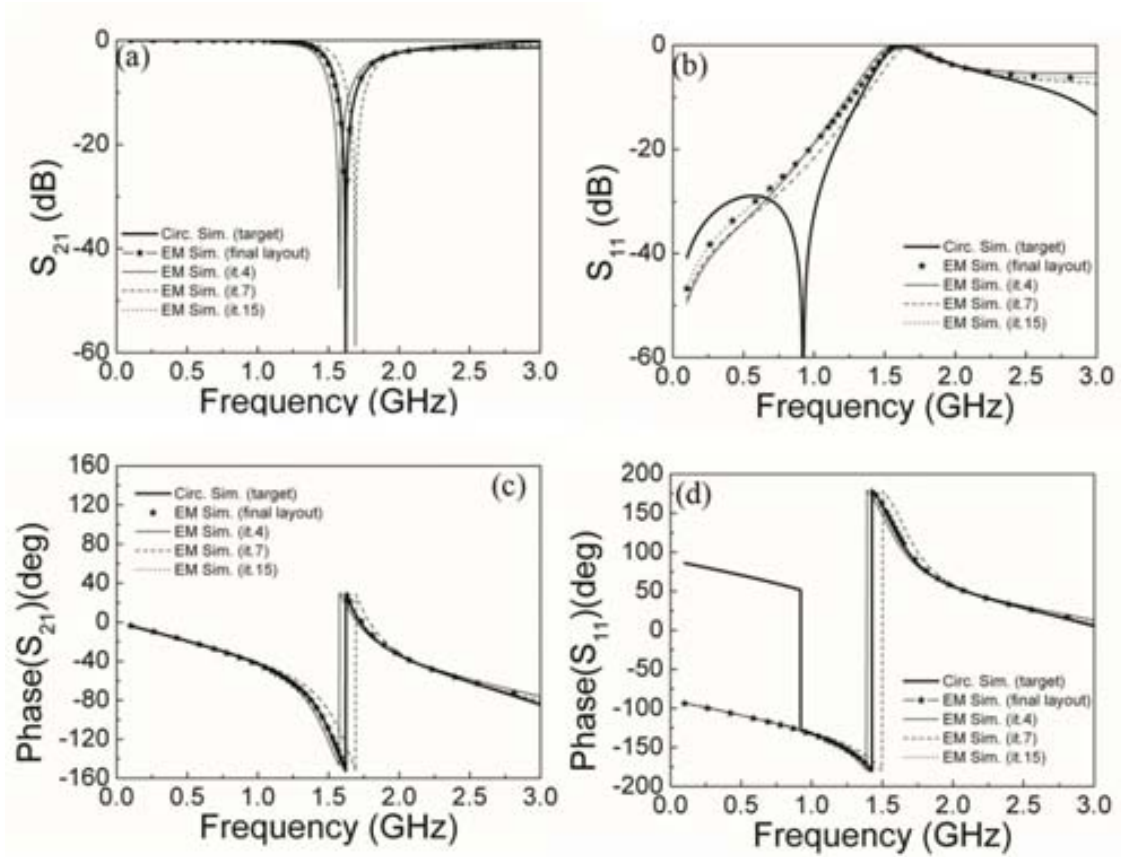 (a)
0
-20
-40
-60
S21 (dB)
Circ. Sim. (target)
EM Sim. (final layout)
EM Sim. (it.4)
EM Sim. (it.7)
EM Sim. (it.15)
0.0 0.5 1.0 1.5 2.0 2.5 3.0
Frequency (GHz)
(b)
0
-20
-40
-60
S11 (dB)
Circ. Sim. (target)
EM Sim. (final layout)
EM Sim. (it.4)
EM Sim. (it.7)
EM Sim. (it.15)
0.0 0.5 1.0 1.5 2.0 2.5 3.0
Frequency (GHz)
(c)
160
120
80
40
0
-40
-80
-120
-160
Phase(S21)(deg)
Circ. Sim. (target)
EM Sim. (final layout)
EM Sim. (it.4)
EM Sim. (it.7)
EM Sim. (it.15)
0.0 0.5 1.0 1.5 2.0 2.5 3.0
Frequency (GHz)
(d)
200
150
100
50
0
-50
-100
-150
-200
Phase(S11)(deg)
Circ. Sim. (target)
EM Sim. (final layout)
EM Sim. (it.4)
EM Sim. (it.7)
EM Sim. (it.15)
0.0 0.5 1.0 1.5 2.0 2.5 3.0
Frequency (GHz)